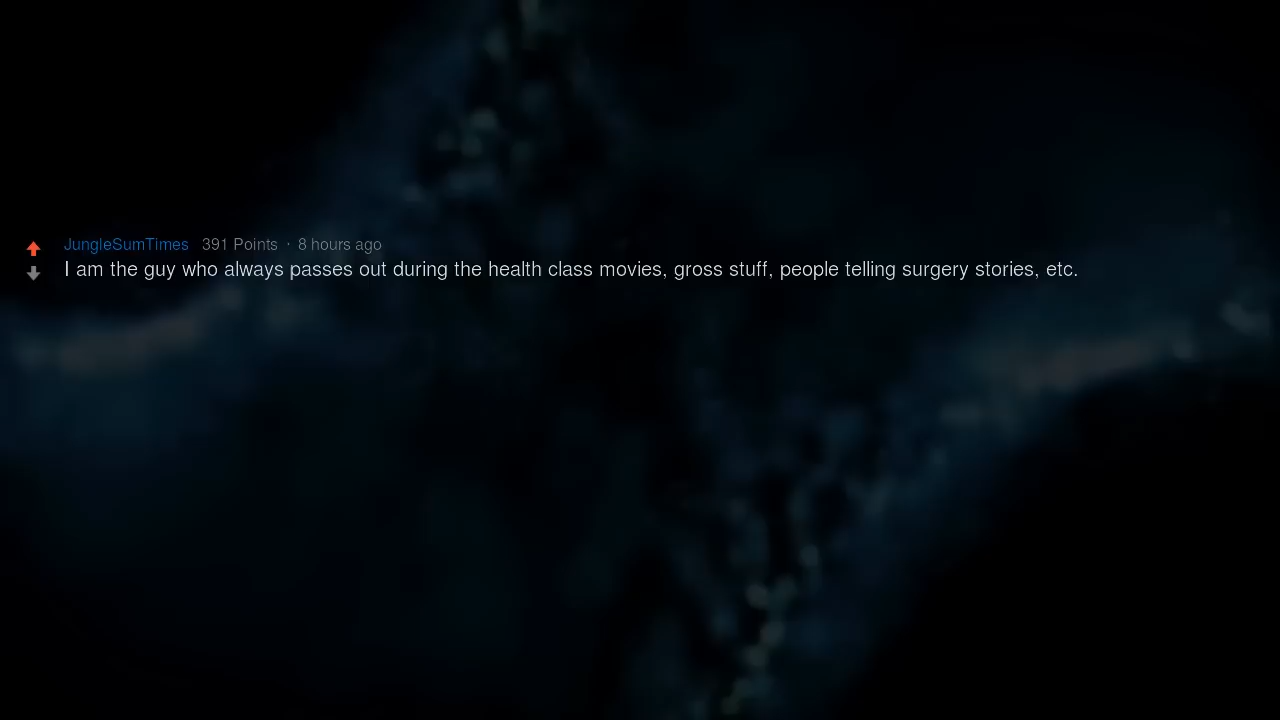 JungleSumTimes 391 Points · 8 hours ago
I am the guy who always passes out during the health class movies, gross stuff, people telling surgery stories, etc.